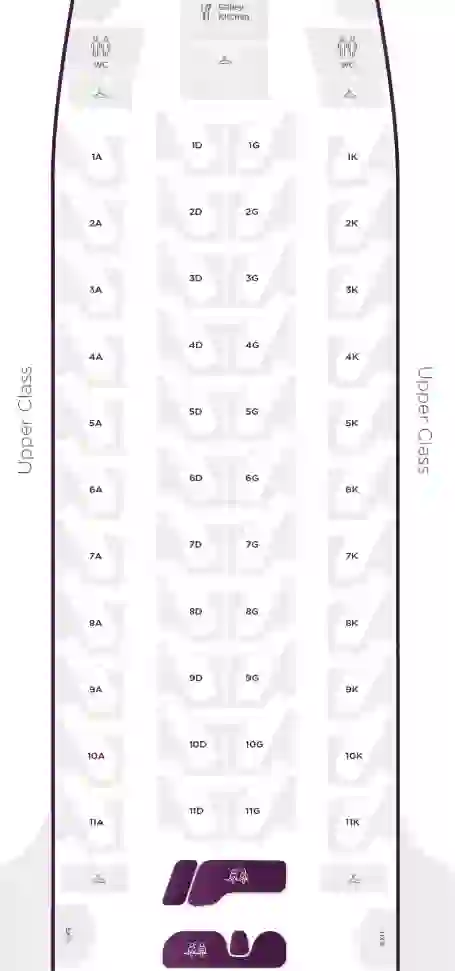 Galley
Kitchen
WC
WC
1A 1D 1G 1K
2A 2D 2G 2K
3A 3D 3G 3K
4A 4D 4G 4K
5A 5D 5G 5K
6A 6D 6G 6K
7A 7D 7G 7K
8A 8D 8G 8K
9A 9D 9G 9K
10A 10D 10G 10K
11A 11D 11G 11K
Upper Class
Upper Class